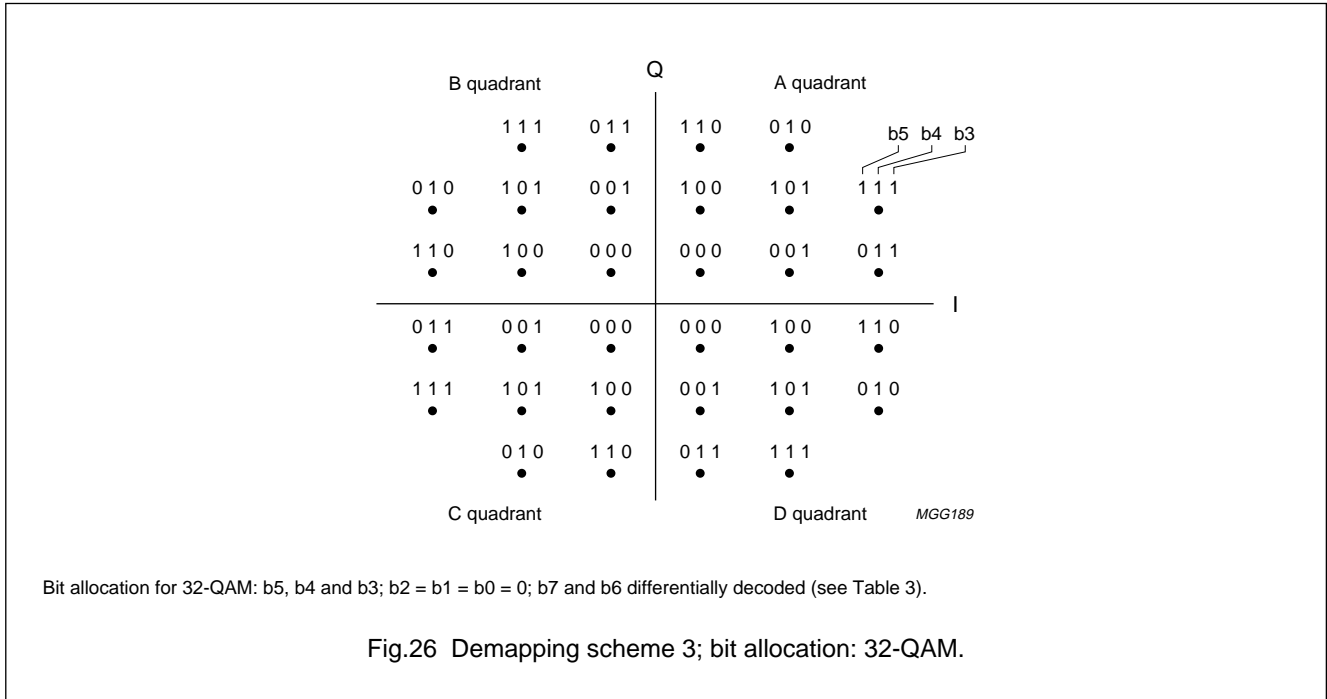 Q
B quadrant A quadrant
1 1 1 0 1 1 1 1 0 0 1 0 b5 b4 b3
0 1 0 1 0 1 0 0 1 1 0 0 1 0 1 1 1 1
1 1 0 1 0 0 0 0 0 0 0 0 0 0 1 0 1 1
I
0 1 1 0 0 1 0 0 0 0 0 0 1 0 0 1 1 0
1 1 1 1 0 1 1 0 0 0 0 1 1 0 1 0 1 0
0 1 0 1 1 0 0 1 1 1 1 1
C quadrant D quadrant MGG189
Bit allocation for 32-QAM: b5, b4 and b3; b2 = b1 = b0 = 0; b7 and b6 differentially decoded (see Table 3).
Fig.26 Demapping scheme 3; bit allocation: 32-QAM.